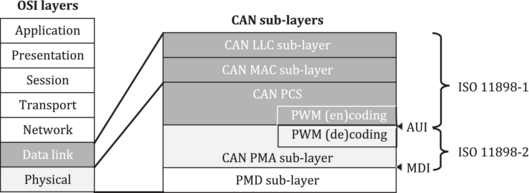 OSI layers
Application
Presentation
Session
Transport
Network
Data link
Physical
CAN sub-layers
CAN LLC sub-layer
CAN MAC sub-layer
CAN PCS
PWM (en)coding
PWM (de)coding
CAN PMA sub-layer
PMD sub-layer
AUI
MDI
ISO 11898-1
ISO 11898-2